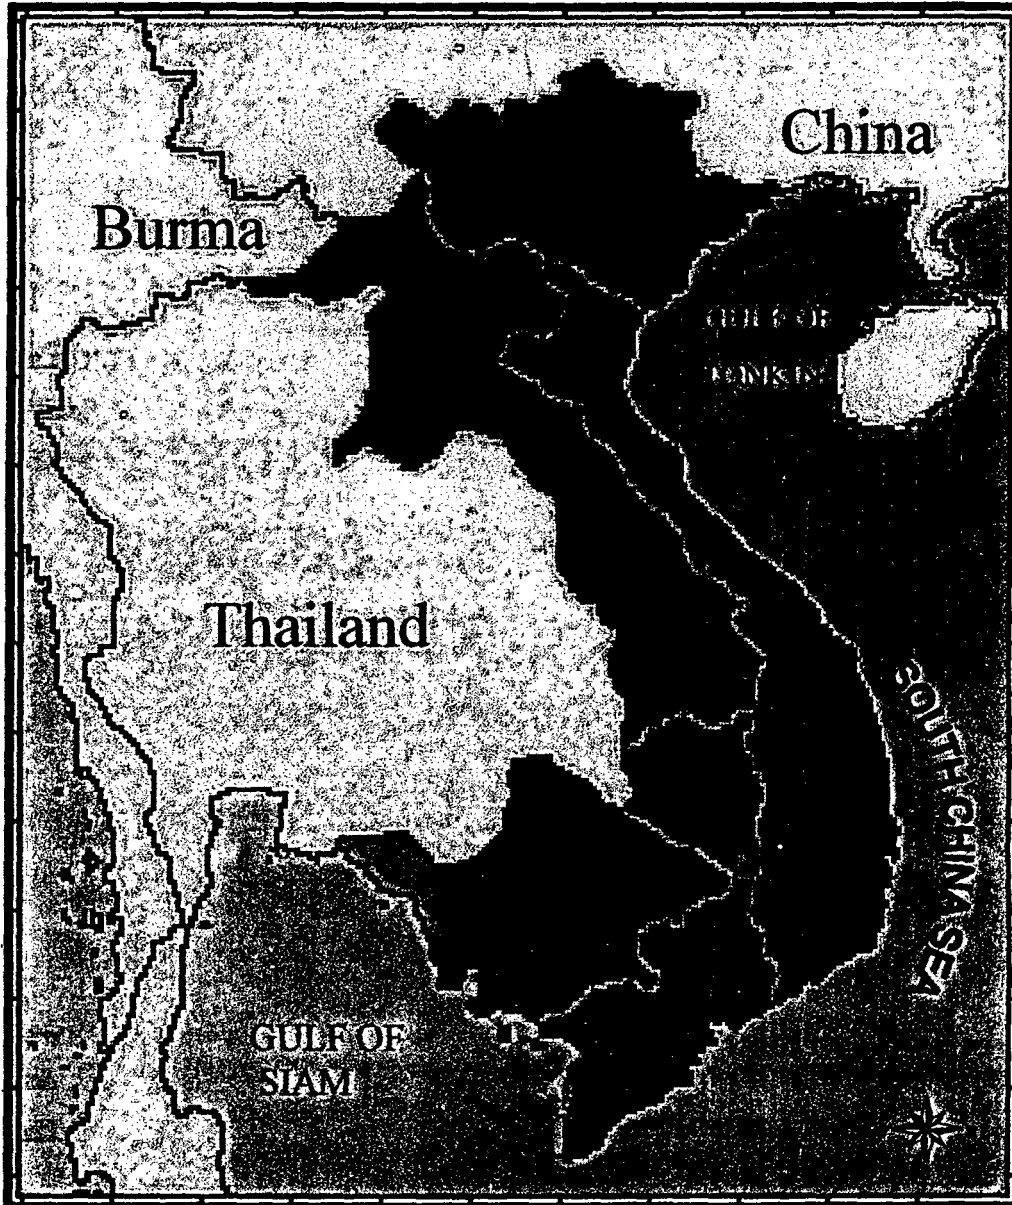 China
Burma
GULF OF
TONKIN
Thailand
SOUTH CHINA SEA
GULF OF
SIAM